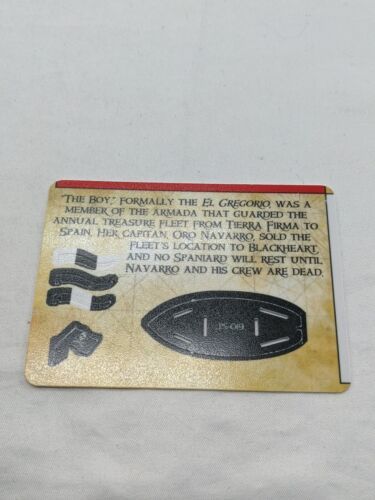 "The Boy," formally the El Gregorio, was a
member of the armada that guarded the
annual treasure fleet from Tierra Firma to
Spain. Her capitan, Oro Navarro, sold the
fleet's location to Blackheart,
and no Spaniard will rest until
Navarro and his crew are dead.